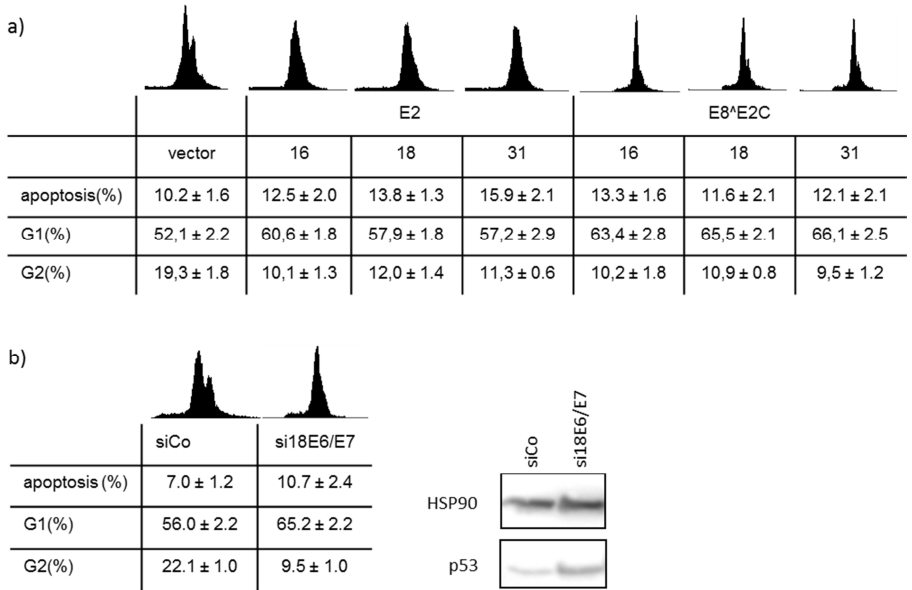 a)
E2 E8^E2C
vector 16 18 31 16 18 31
apoptosis(%) 10.2 ± 1.6 12.5 ± 2.0 13.8 ± 1.3 15.9 ± 2.1 13.3 ± 1.6 11.6 ± 2.1 12.1 ± 2.1
G1(%) 52,1 ± 2.2 60,6 ± 1.8 57,9 ± 1.8 57,2 ± 2.9 63,4 ± 2.8 65,5 ± 2.1 66,1 ± 2.5
G2(%) 19,3 ± 1.8 10,1 ± 1.3 12,0 ± 1.4 11,3 ± 0.6 10,2 ± 1.8 10,9 ± 0.8 9,5 ± 1.2
b)
siCo si18E6/E7
apoptosis (%) 7.0 ± 1.2 10.7 ± 2.4
G1(%) 56.0 ± 2.2 65.2 ± 2.2
G2(%) 22.1 ± 1.0 9.5 ± 1.0
siCo si18E6/E7
HSP90
p53